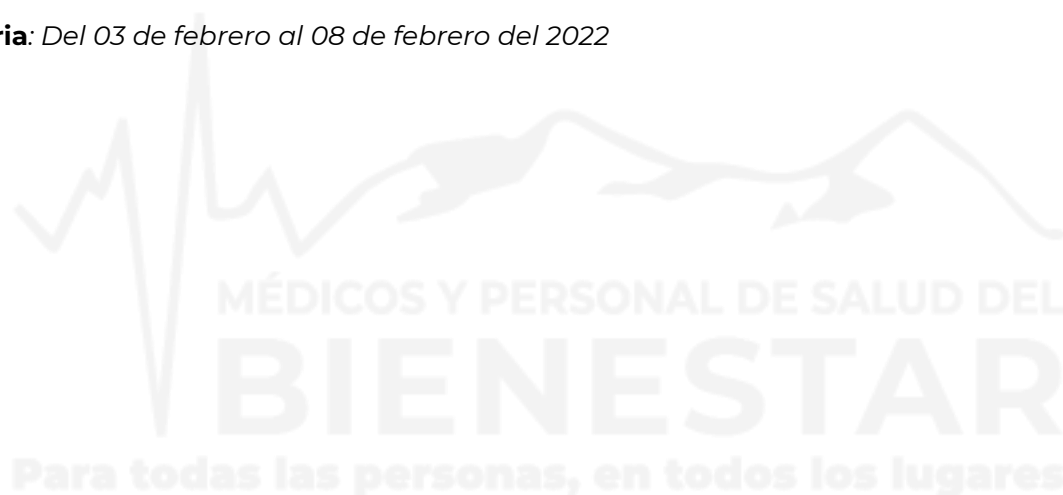 ria: Del 03 de febrero al 08 de febrero del 2022
MÉDICOS Y PERSONAL DE SALUD DEL
BIENESTAR
Para todas las personas, en todos los lugares